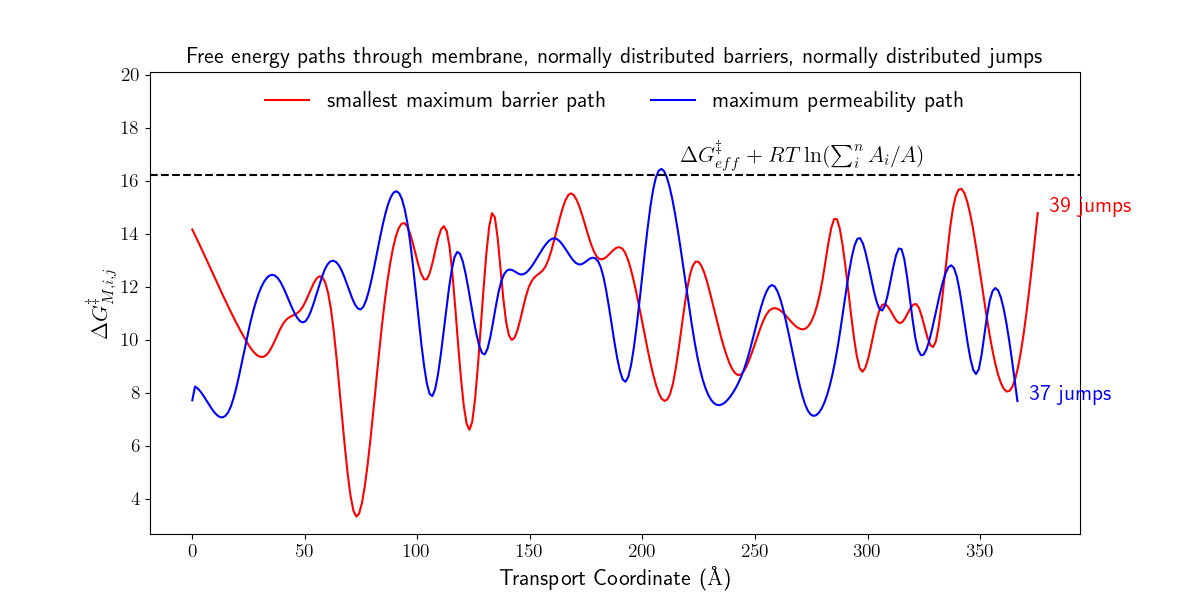 Free energy paths through membrane, normally distributed barriers, normally distributed jumps
smallest maximum barrier path
maximum permeability path
ΔG‡eff + RT ln(∑ni Ai/A)
39 jumps
37 jumps
20
18
16
14
12
10
8
6
4
ΔG‡M,i,j
0 50 100 150 200 250 300 350
Transport Coordinate (Å)